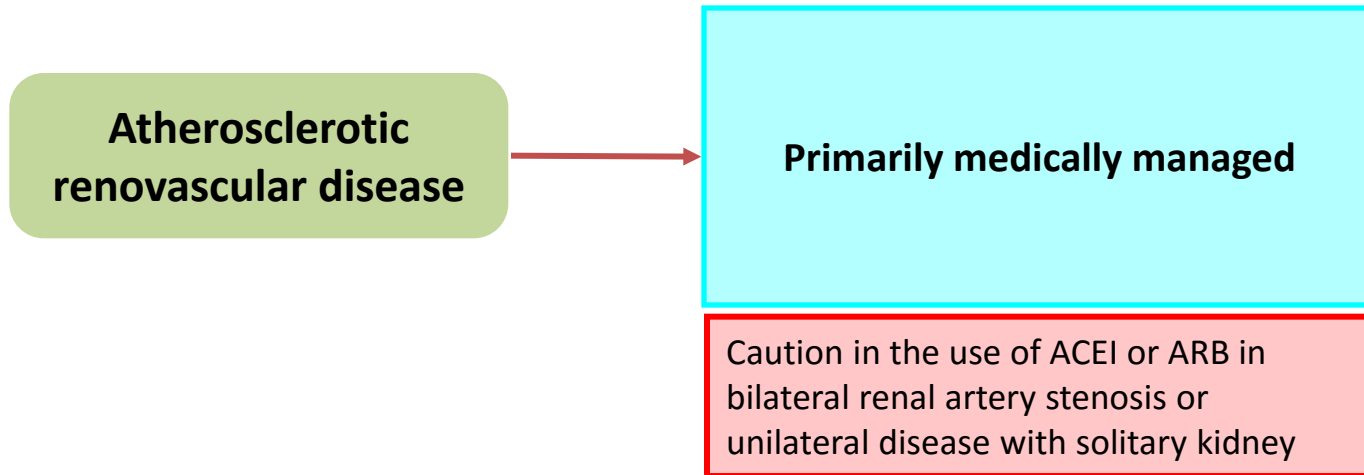 Atherosclerotic
renovascular disease
Primarily medically managed
Caution in the use of ACEI or ARB in
bilateral renal artery stenosis or
unilateral disease with solitary kidney